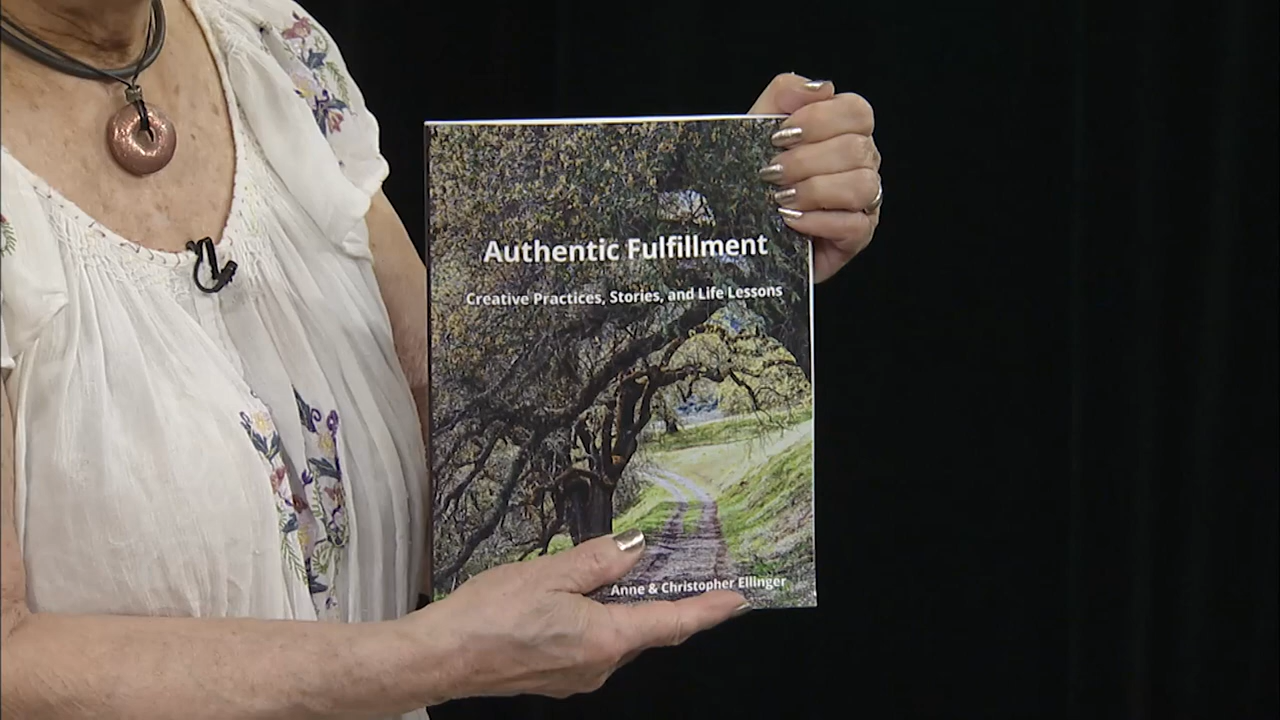 Authentic Fulfillment
Creative Practices, Stories, and Life Lessons
Anne & Christopher Ellinger